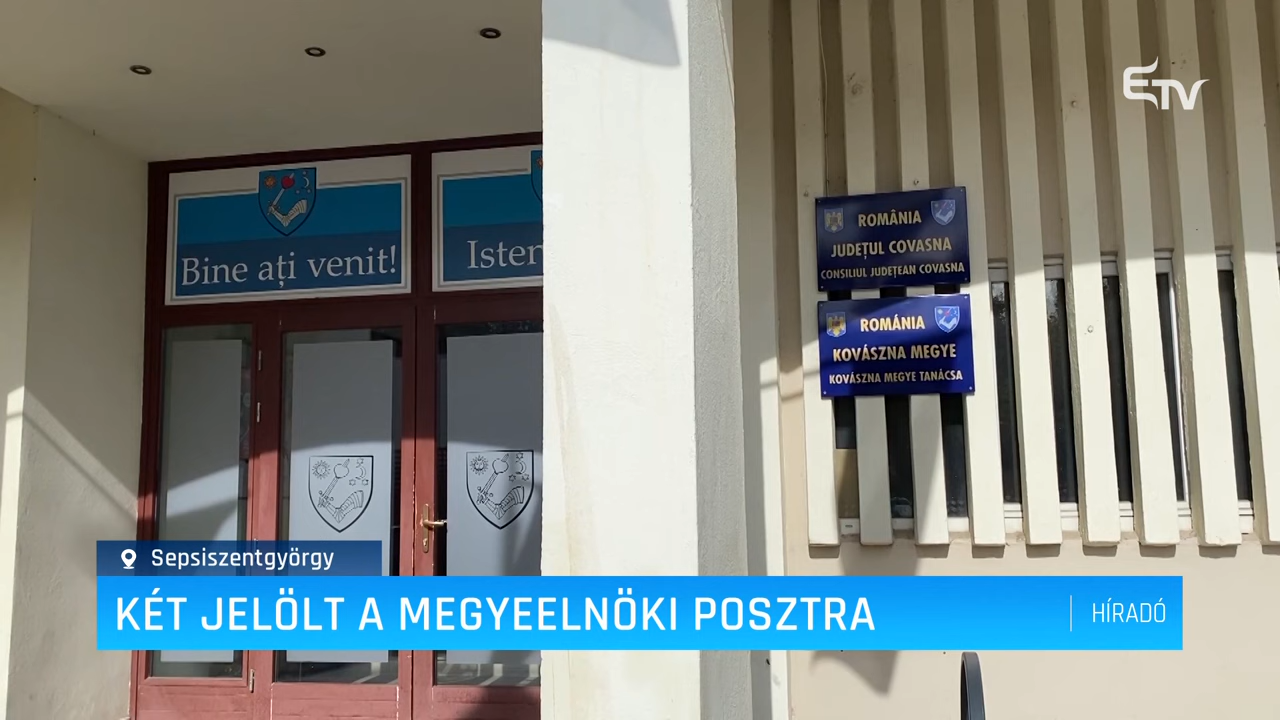 ETV
Bine ați venit!
ROMÂNIA
JUDEȚUL COVASNA
CONSILIUL JUDEȚEAN COVASNA
ROMÁNIA
KOVÁSZNA MEGYE
KOVÁSZNA MEGYE TANÁCSA
Sepsiszentgyörgy
KÉT JELÖLT A MEGYEELNÖKI POSZTRA
HÍRADÓ